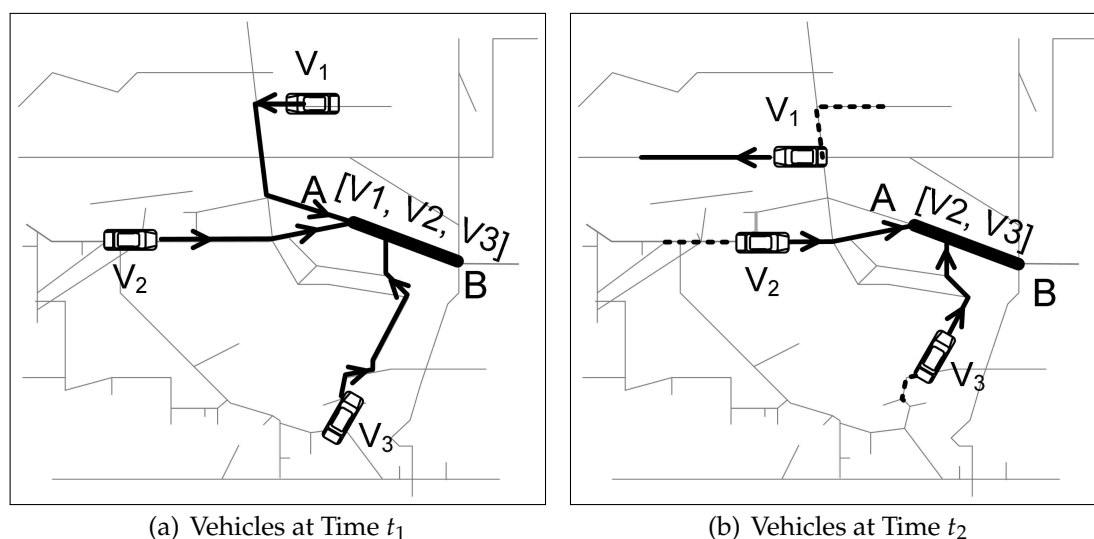 V1
A [V1, V2, V3]
V2
B
V3
(a) Vehicles at Time t1
V1
A [V2, V3]
V2
B
V3
(b) Vehicles at Time t2